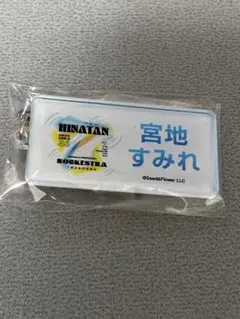 HINATAN
ROCKESTRA
宮地
すみれ
©Seed&Flower LLC